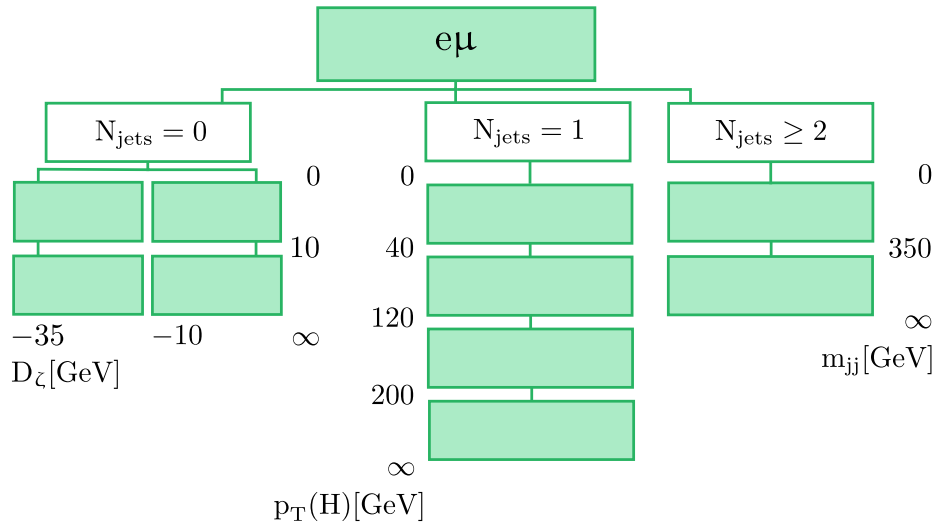 eμ
N_jets = 0
N_jets = 1
N_jets ≥ 2
0
10
∞
−35
−10
D_ζ[GeV]
0
40
120
200
∞
p_T(H)[GeV]
0
350
∞
m_jj[GeV]